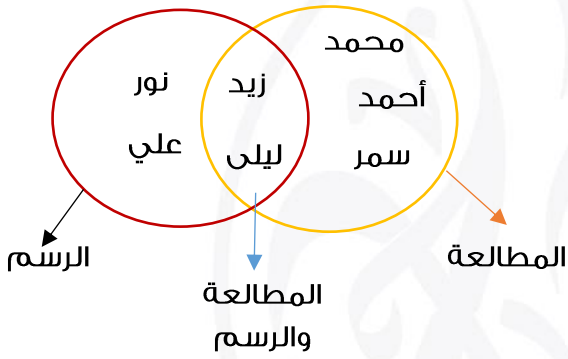 محمد
أحمد
سمر
زيد
ليلى
نور
علي
المطالعة
المطالعة
والرسم
الرسم